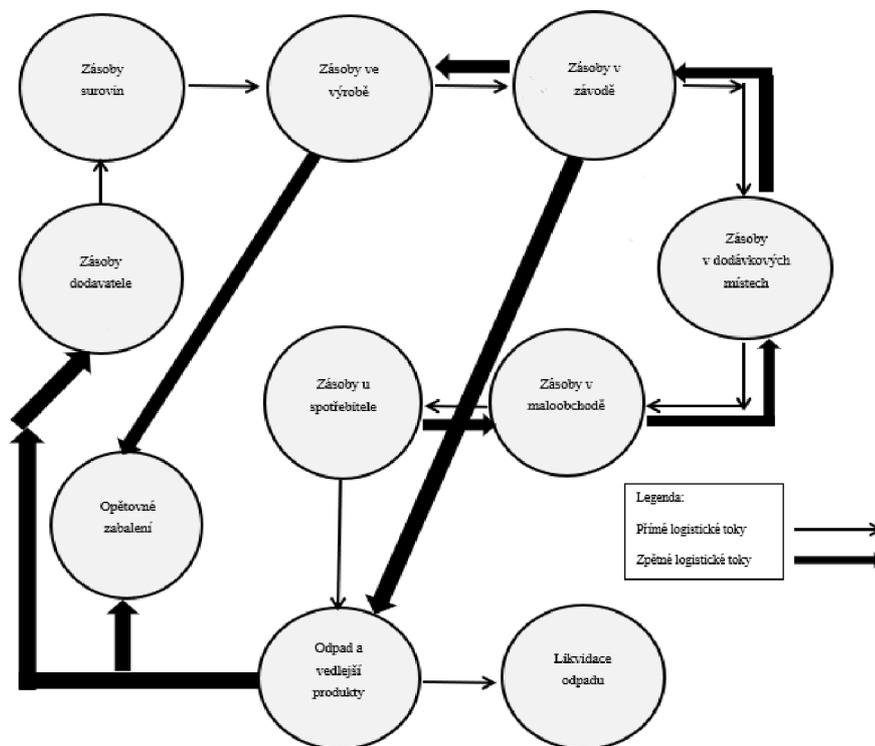 Zásoby
surovin
Zásoby ve
výrobě
Zásoby v
závodě
Zásoby
dodavatele
Zásoby
v dodávkových
místech
Zásoby u
spotřebitele
Zásoby v
maloobchodě
Opětovné
zabalení
Legenda:
Přímé logistické toky
Zpětné logistické toky
Odpad a
vedlejší
produkty
Likvidace
odpadu